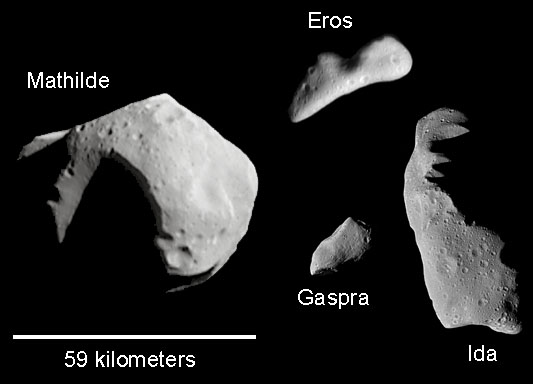 Eros
Mathilde
Gaspra
59 kilometers
Ida